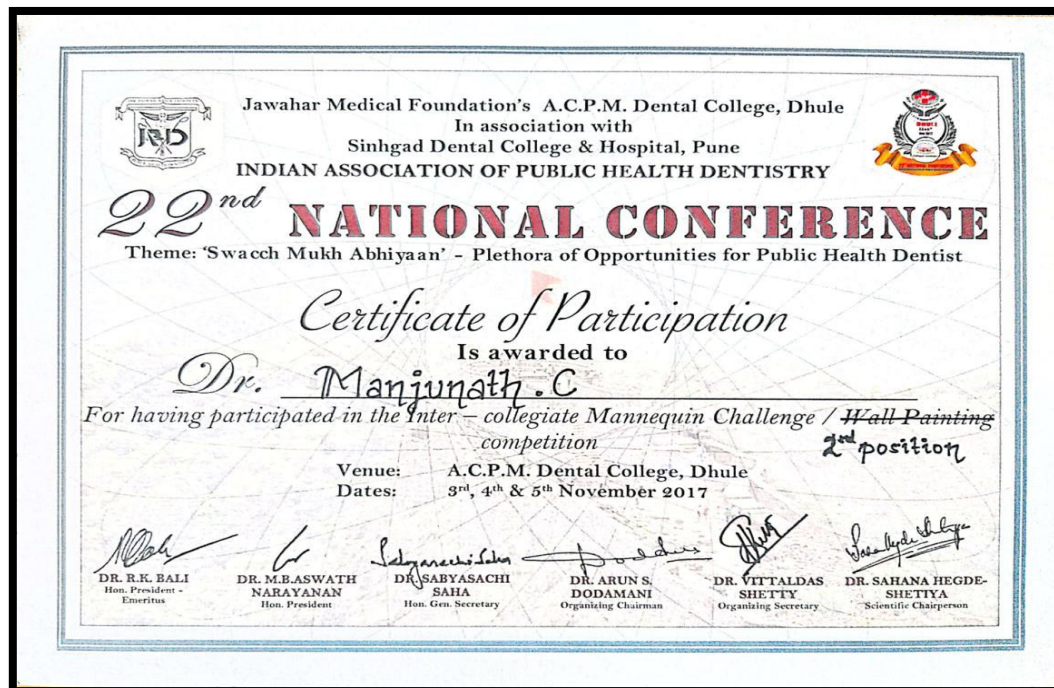 JMF
Jawahar Medical Foundation's A.C.P.M. Dental College, Dhule
In association with
Sinhgad Dental College & Hospital, Pune
INDIAN ASSOCIATION OF PUBLIC HEALTH DENTISTRY
22nd NATIONAL CONFERENCE
Theme: 'Swacch Mukh Abhiyaan' - Plethora of Opportunities for Public Health Dentist
Certificate of Participation
Is awarded to
Dr. Manjunath.C
For having participated in the Inter – collegiate Mannequin Challenge / Wall Painting
competition
2nd position
Venue: A.C.P.M. Dental College, Dhule
Dates: 3rd, 4th & 5th November 2017
DR. R.K. BALI
Hon. President -
Emeritus
DR. M.B.ASWATH
NARAYANAN
Hon. President
DR. SABYASACHI
SAHA
Hon. Gen. Secretary
DR. ARUN S.
DODAMANI
Organizing Chairman
DR. VITTALDAS
SHETTY
Organizing Secretary
DR. SAHANA HEGDE-
SHETIYA
Scientific Chairperson